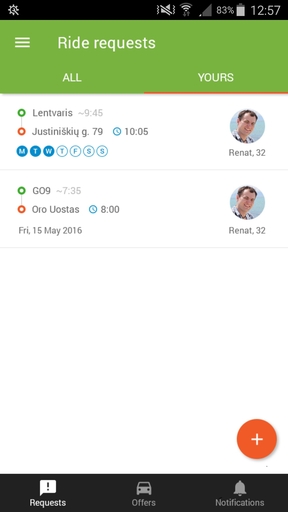 83% 12:57
Ride requests
ALL YOURS
Lentvaris ~9:45
Justiniškių g. 79 10:05
M T W T F S S
Renat, 32
GO9 ~7:35
Oro Uostas 8:00
Fri, 15 May 2016
Renat, 32
+
Requests Offers Notifications